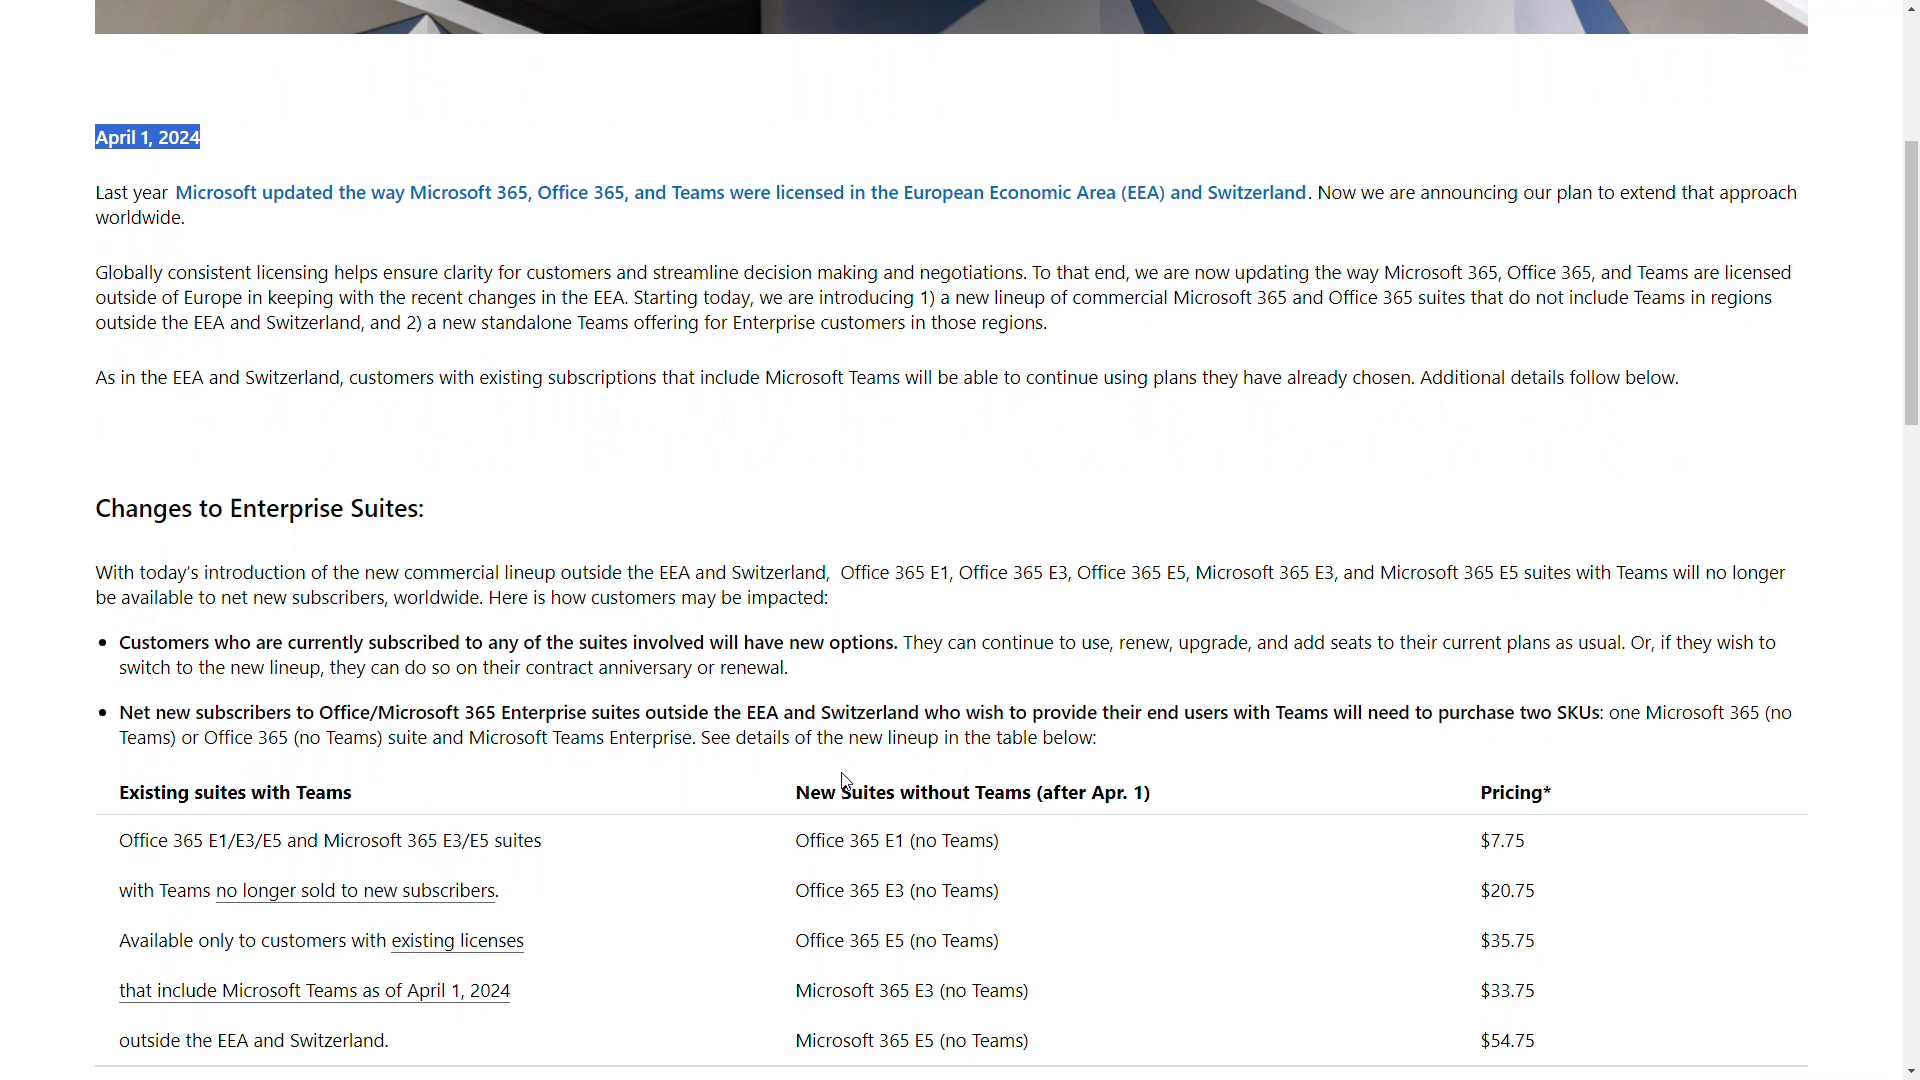 April 1, 2024
Last year Microsoft updated the way Microsoft 365, Office 365, and Teams were licensed in the European Economic Area (EEA) and Switzerland. Now we are announcing our plan to extend that approach
worldwide.
Globally consistent licensing helps ensure clarity for customers and streamline decision making and negotiations. To that end, we are now updating the way Microsoft 365, Office 365, and Teams are licensed
outside of Europe in keeping with the recent changes in the EEA. Starting today, we are introducing 1) a new lineup of commercial Microsoft 365 and Office 365 suites that do not include Teams in regions
outside the EEA and Switzerland, and 2) a new standalone Teams offering for Enterprise customers in those regions.
As in the EEA and Switzerland, customers with existing subscriptions that include Microsoft Teams will be able to continue using plans they have already chosen. Additional details follow below.
Changes to Enterprise Suites:
With today's introduction of the new commercial lineup outside the EEA and Switzerland,  Office 365 E1, Office 365 E3, Office 365 E5, Microsoft 365 E3, and Microsoft 365 E5 suites with Teams will no longer
be available to net new subscribers, worldwide. Here is how customers may be impacted:
• Customers who are currently subscribed to any of the suites involved will have new options. They can continue to use, renew, upgrade, and add seats to their current plans as usual. Or, if they wish to
switch to the new lineup, they can do so on their contract anniversary or renewal.
• Net new subscribers to Office/Microsoft 365 Enterprise suites outside the EEA and Switzerland who wish to provide their end users with Teams will need to purchase two SKUs: one Microsoft 365 (no
Teams) or Office 365 (no Teams) suite and Microsoft Teams Enterprise. See details of the new lineup in the table below:
Existing suites with Teams New Suites without Teams (after Apr. 1) Pricing*
Office 365 E1/E3/E5 and Microsoft 365 E3/E5 suites Office 365 E1 (no Teams) $7.75
with Teams no longer sold to new subscribers. Office 365 E3 (no Teams) $20.75
Available only to customers with existing licenses Office 365 E5 (no Teams) $35.75
that include Microsoft Teams as of April 1, 2024 Microsoft 365 E3 (no Teams) $33.75
outside the EEA and Switzerland. Microsoft 365 E5 (no Teams) $54.75